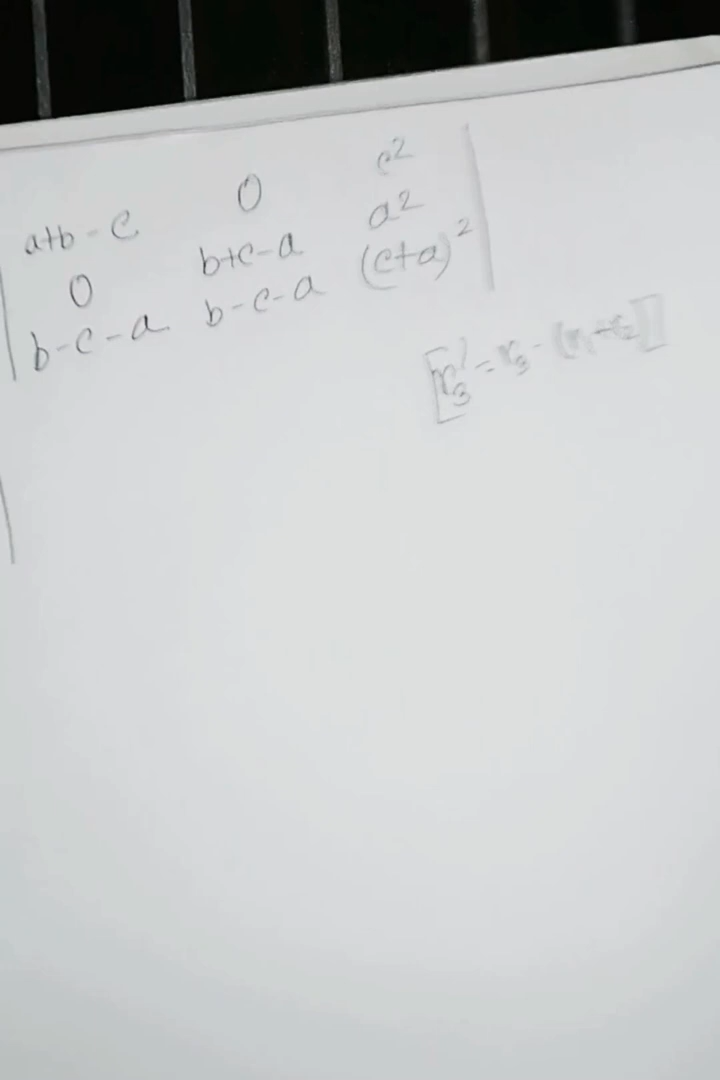 a+b-c 0 c²
0 b+c-a a²
b-c-a b-c-a (c+a)²
[r₃' = r₃ - (r₁+r₂)]